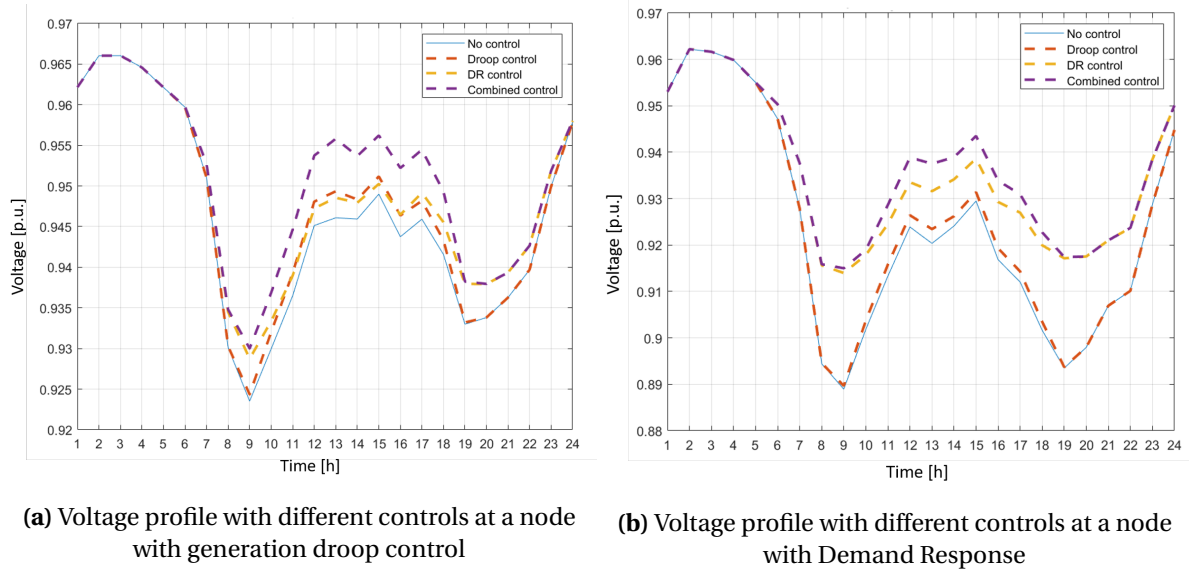 0.97
0.965
0.96
0.955
0.95
0.945
0.94
0.935
0.93
0.925
0.92
Voltage [p.u.]
No control
Droop control
DR control
Combined control
1 2 3 4 5 6 7 8 9 10 11 12 13 14 15 16 17 18 19 20 21 22 23 24
Time [h]
(a) Voltage profile with different controls at a node
with generation droop control
0.97
0.96
0.95
0.94
0.93
0.92
0.91
0.9
0.89
0.88
Voltage [p.u.]
No control
Droop control
DR control
Combined control
1 2 3 4 5 6 7 8 9 10 11 12 13 14 15 16 17 18 19 20 21 22 23 24
Time [h]
(b) Voltage profile with different controls at a node
with Demand Response